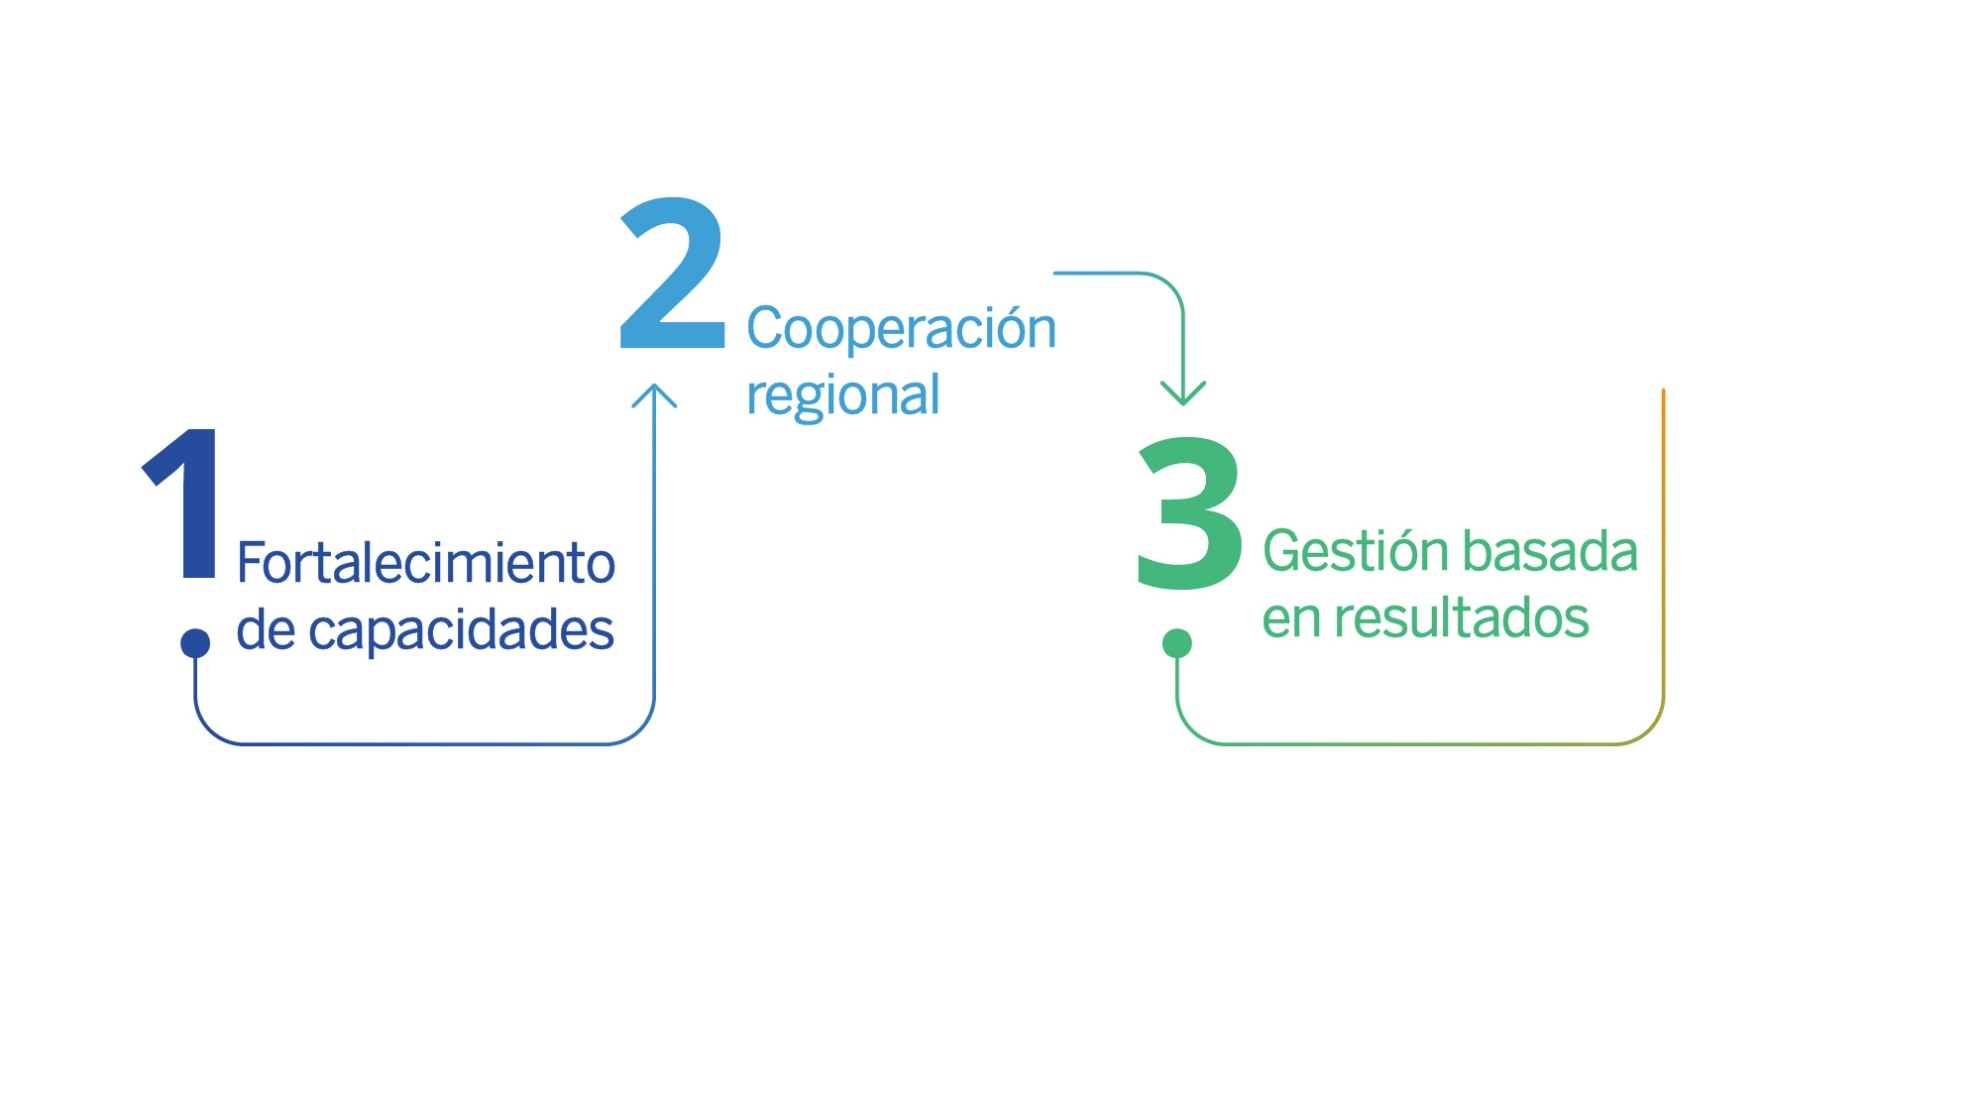 1
Fortalecimiento
de capacidades
2
Cooperación
regional
3
Gestión basada
en resultados